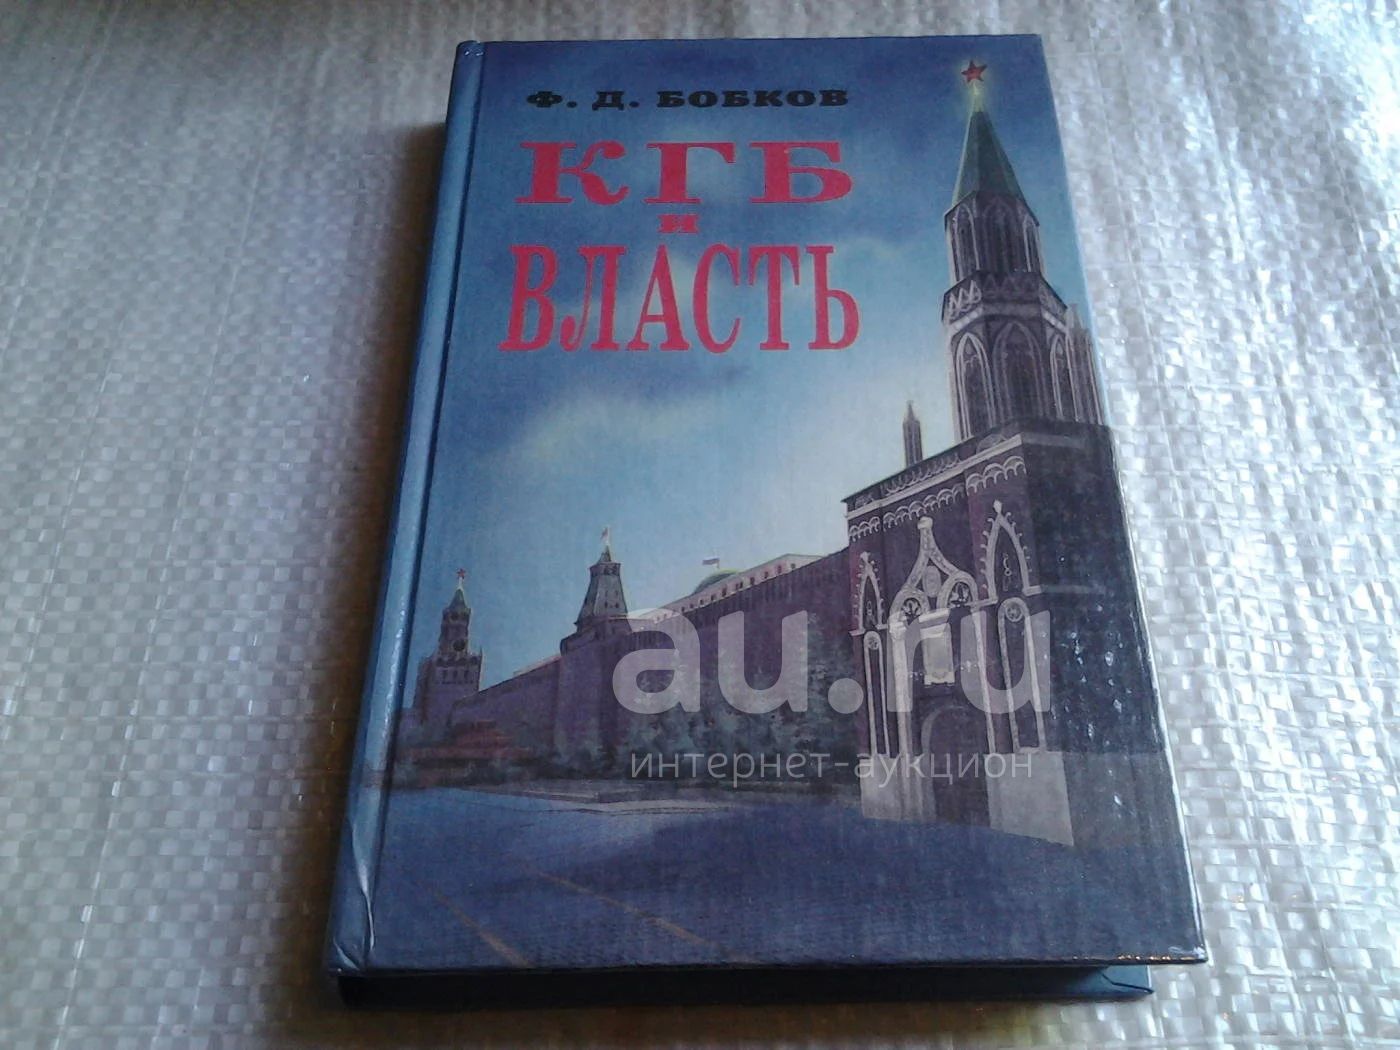 Ф. Д. БОБКОВ
КГБ
И
ВЛАСТЬ
au.ru
интернет-аукцион